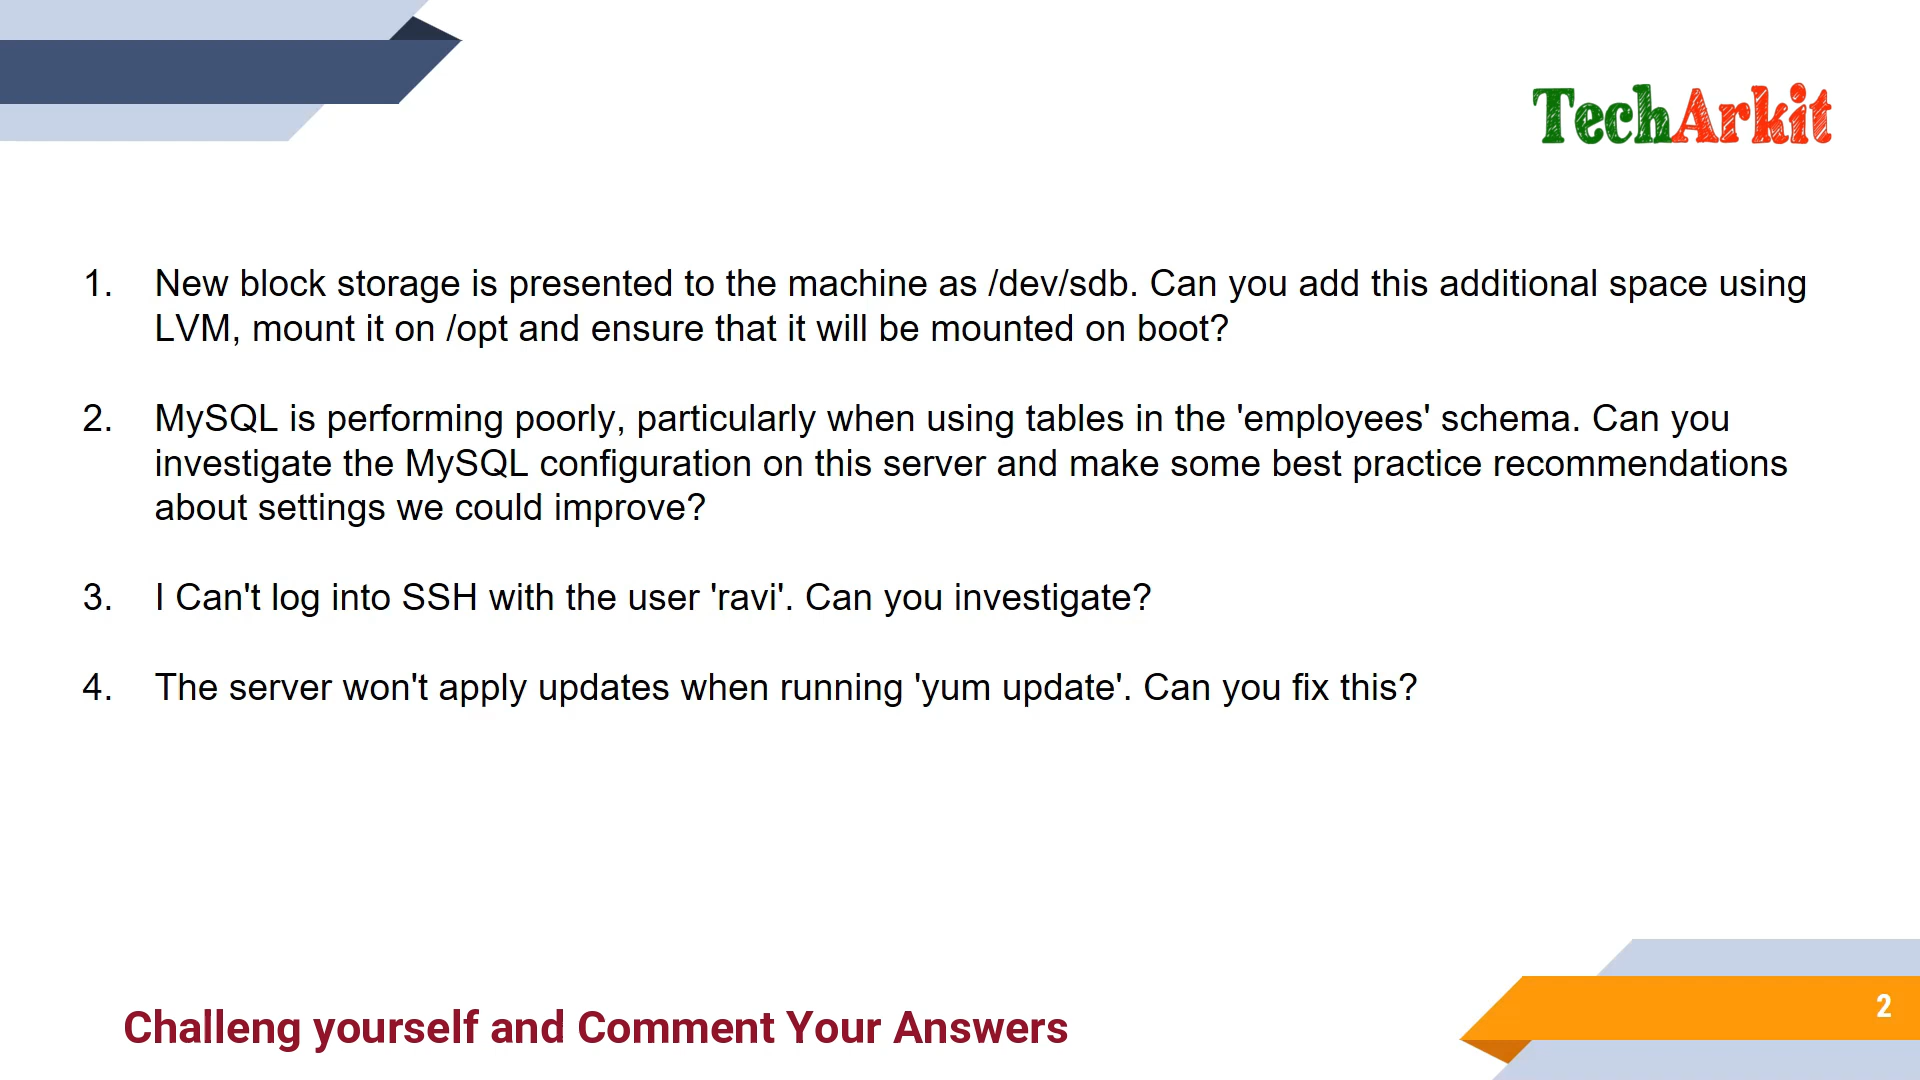 TechArkit
1. New block storage is presented to the machine as /dev/sdb. Can you add this additional space using
LVM, mount it on /opt and ensure that it will be mounted on boot?
2. MySQL is performing poorly, particularly when using tables in the 'employees' schema. Can you
investigate the MySQL configuration on this server and make some best practice recommendations
about settings we could improve?
3. I Can't log into SSH with the user 'ravi'. Can you investigate?
4. The server won't apply updates when running 'yum update'. Can you fix this?
Challeng yourself and Comment Your Answers
2